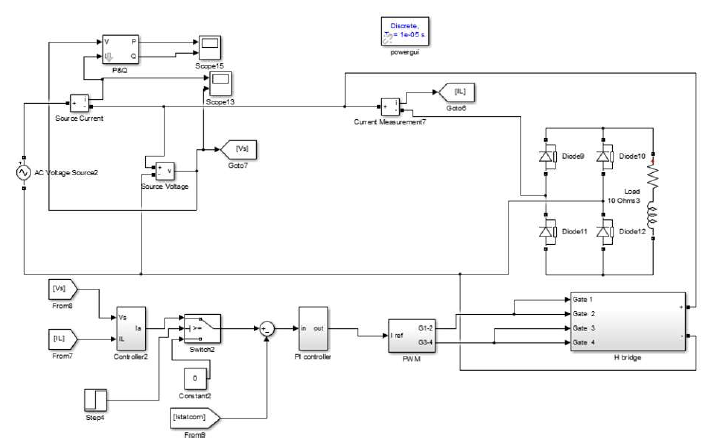 Discrete,
Ts = 1e-05 s.
powergui
V
P
I
Q
P&Q
Scope15
Scope13
i
+
-
Source Current
[IL]
Goto6
i
+
-
Current Measurement7
[Vs]
Goto7
+
-
v
Source Voltage
AC Voltage Source2
Diode9
Diode10
Load
10 Ohms3
Diode11
Diode12
[Vs]
From8
[IL]
From7
Vs
Ia
IL
Controller2
>=
Switch2
0
Constant2
Step4
[Istatcom]
From9
in
out
PI controller
I ref
G1-2
G3-4
PWM
Gate 1
Gate 2
Gate 3
Gate 4
+
-
H bridge